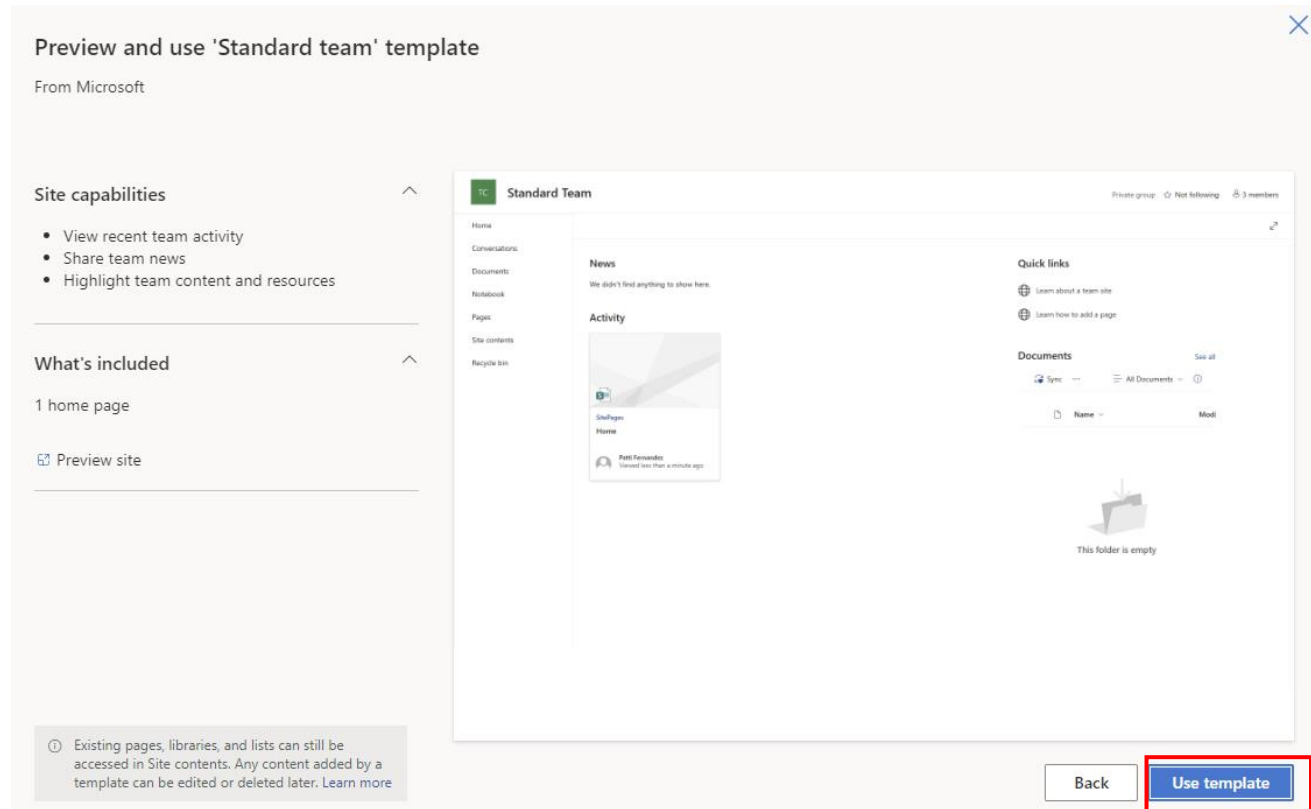 Preview and use 'Standard team' template
From Microsoft
Site capabilities
View recent team activity
Share team news
Highlight team content and resources
What's included
1 home page
Preview site
Existing pages, libraries, and lists can still be
accessed in Site contents. Any content added by a
template can be edited or deleted later. Learn more
TC
Standard Team
Private group
Not following
3 members
Home
Conversations
Documents
Notebook
Pages
Site contents
Recycle bin
News
We didn't find anything to show here.
Activity
SitePages
Home
Patti Fernandez
Viewed less than a minute ago
Quick links
Learn about a team site
Learn how to add a page
Documents
See all
Sync
All Documents
Name
Modi
This folder is empty
Back
Use template